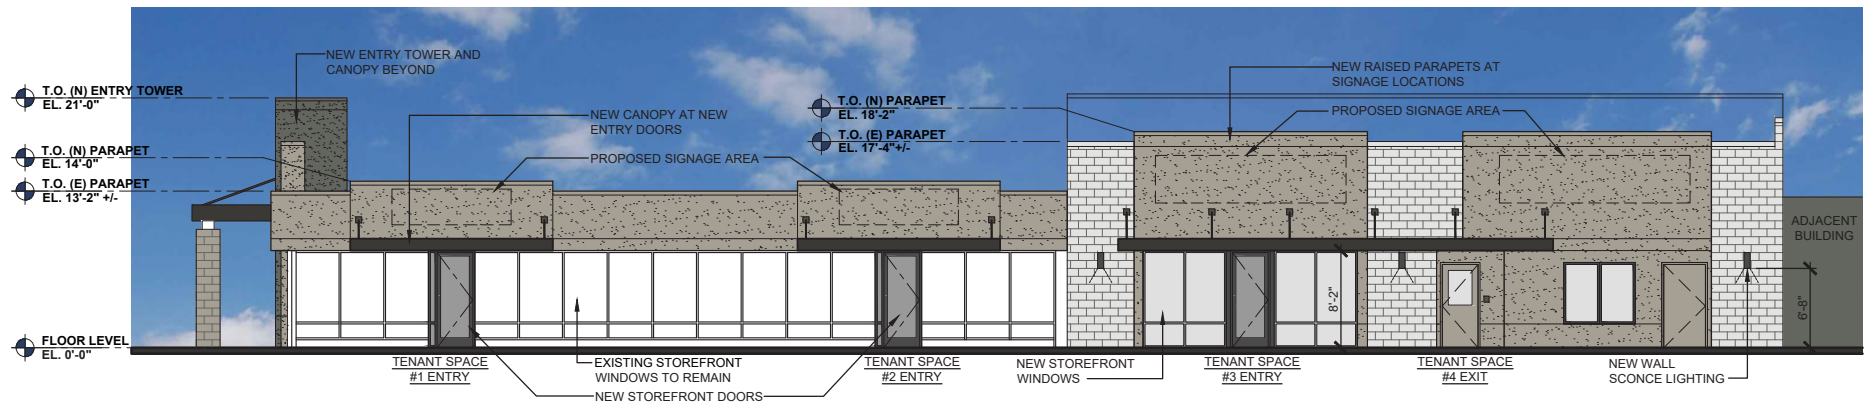 NEW ENTRY TOWER AND
CANOPY BEYOND
T.O. (N) ENTRY TOWER
EL. 21'-0"
NEW CANOPY AT NEW
ENTRY DOORS
T.O. (N) PARAPET
EL. 18'-2"
T.O. (E) PARAPET
EL. 17'-4"+/-
NEW RAISED PARAPETS AT
SIGNAGE LOCATIONS
PROPOSED SIGNAGE AREA
T.O. (N) PARAPET
EL. 14'-0"
PROPOSED SIGNAGE AREA
T.O. (E) PARAPET
EL. 13'-2" +/-
ADJACENT
BUILDING
8'-2"
6'-8"
FLOOR LEVEL
EL. 0'-0"
TENANT SPACE
#1 ENTRY
EXISTING STOREFRONT
WINDOWS TO REMAIN
NEW STOREFRONT DOORS
TENANT SPACE
#2 ENTRY
NEW STOREFRONT
WINDOWS
TENANT SPACE
#3 ENTRY
TENANT SPACE
#4 EXIT
NEW WALL
SCONCE LIGHTING